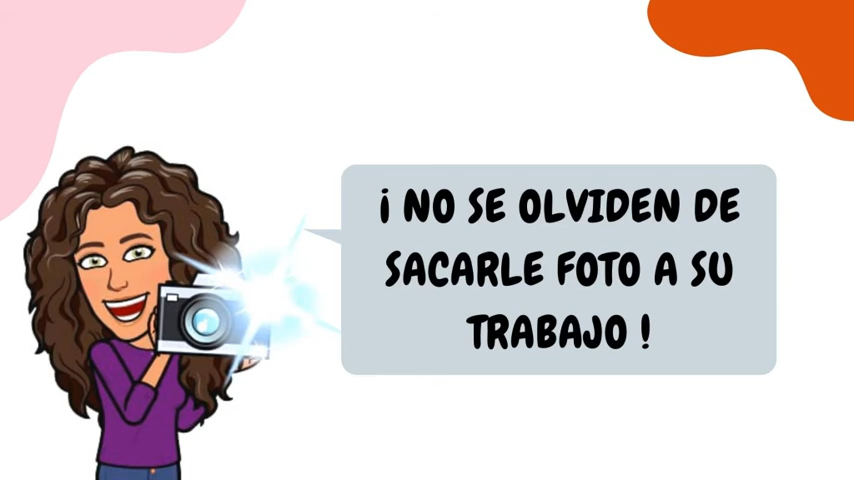 ¡ NO SE OLVIDEN DE
SACARLE FOTO A SU
TRABAJO !